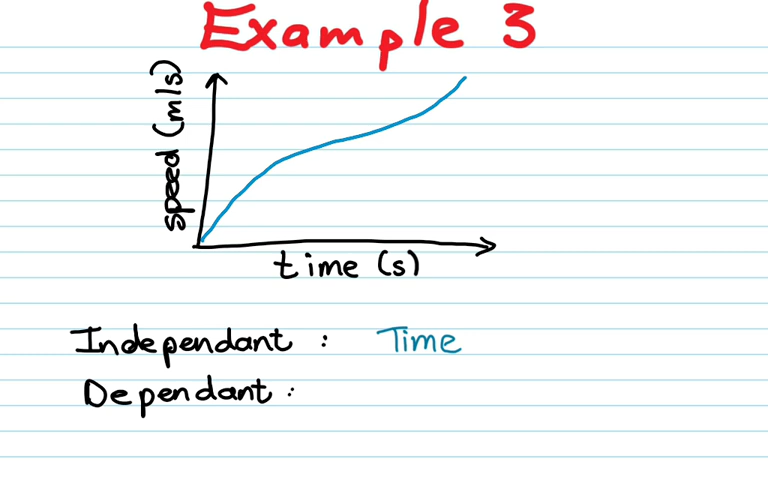 Example 3
speed (m/s)
time (s)
Independant : Time
Dependant :